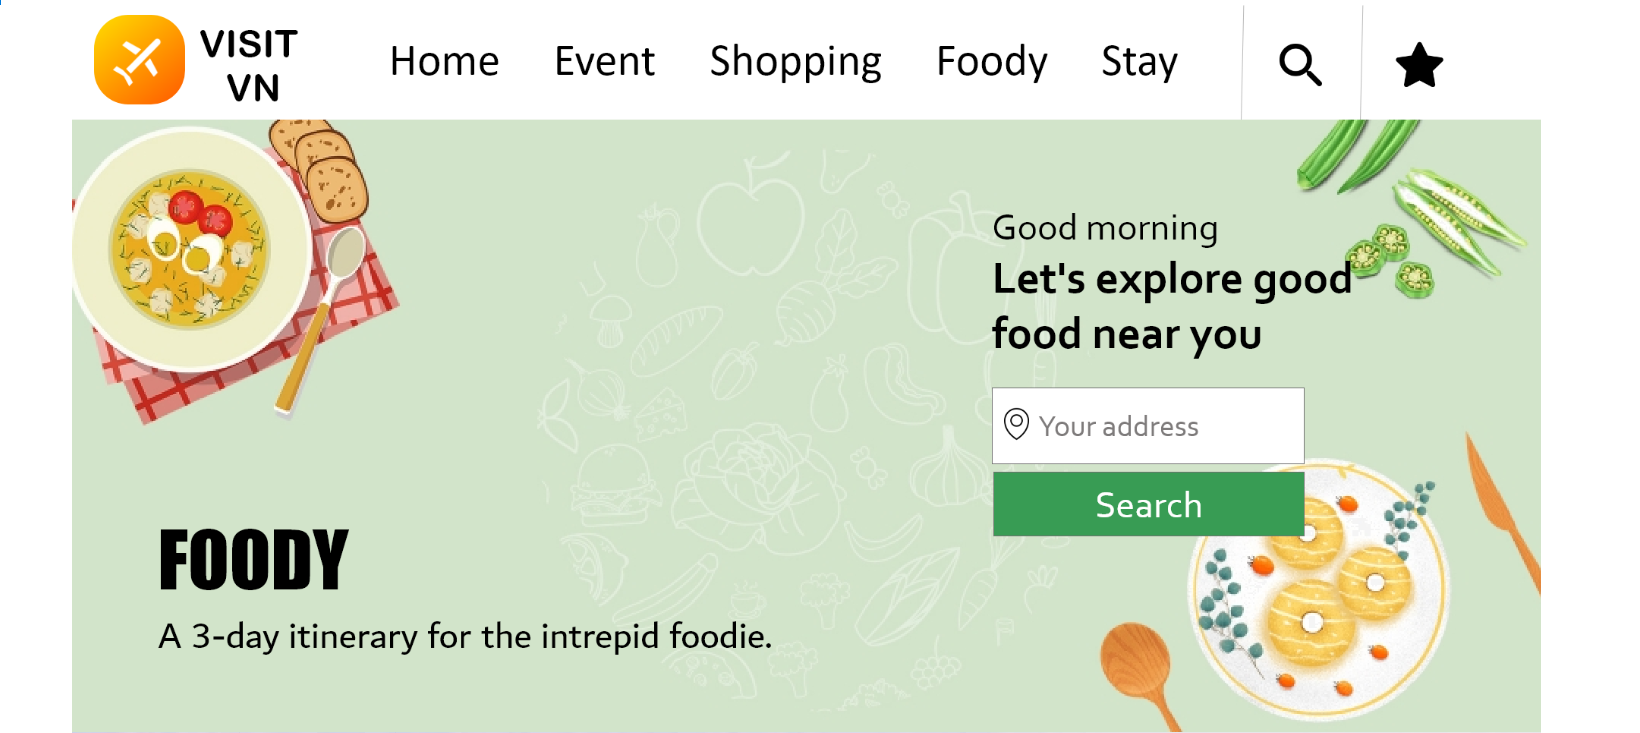 VISIT
VN
Home Event Shopping Foody Stay
Good morning
Let's explore good
food near you
Your address
Search
FOODY
A 3-day itinerary for the intrepid foodie.